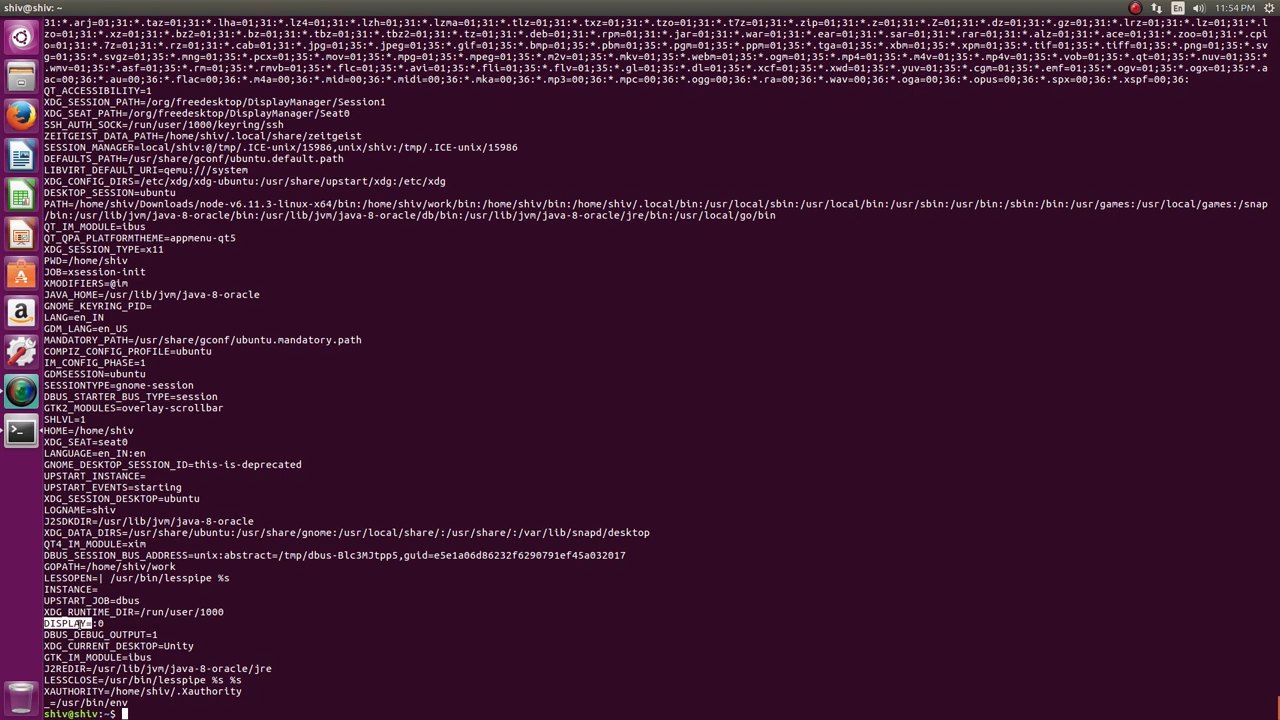 shiv@shiv: ~
En
11:54 PM
31:*.arj=01;31:*.taz=01;31:*.lha=01;31:*.lz4=01;31:*.lzh=01;31:*.lzma=01;31:*.tlz=01;31:*.txz=01;31:*.tzo=01;31:*.t7z=01;31:*.zip=01;31:*.z=01;31:*.Z=01;31:*.dz=01;31:*.gz=01;31:*.lrz=01;31:*.lz=01;31:*.
lzo=01;31:*.xz=01;31:*.bz2=01;31:*.bz=01;31:*.tbz=01;31:*.tbz2=01;31:*.tz=01;31:*.deb=01;31:*.rpm=01;31:*.jar=01;31:*.war=01;31:*.ear=01;31:*.sar=01;31:*.rar=01;31:*.alz=01;31:*.ace=01;31:*.zoo=01;31:*.cpi
o=01;31:*.7z=01;31:*.rz=01;31:*.cab=01;31:*.jpg=01;35:*.jpeg=01;35:*.gif=01;35:*.bmp=01;35:*.pbm=01;35:*.pgm=01;35:*.ppm=01;35:*.tga=01;35:*.xbm=01;35:*.xpm=01;35:*.tif=01;35:*.tiff=01;35:*.png=01;35:*.sv
g=01;35:*.svgz=01;35:*.mng=01;35:*.pcx=01;35:*.mov=01;35:*.mpg=01;35:*.mpeg=01;35:*.m2v=01;35:*.mkv=01;35:*.webm=01;35:*.ogm=01;35:*.mp4=01;35:*.m4v=01;35:*.mp4v=01;35:*.vob=01;35:*.qt=01;35:*.nuv=01;35:*
.wmv=01;35:*.asf=01;35:*.rm=01;35:*.rmvb=01;35:*.flc=01;35:*.avi=01;35:*.fli=01;35:*.flv=01;35:*.gl=01;35:*.dl=01;35:*.xcf=01;35:*.xwd=01;35:*.yuv=01;35:*.cgm=01;35:*.emf=01;35:*.ogv=01;35:*.ogx=01;35:*.a
ac=00;36:*.au=00;36:*.flac=00;36:*.m4a=00;36:*.mid=00;36:*.midi=00;36:*.mka=00;36:*.mp3=00;36:*.mpc=00;36:*.ogg=00;36:*.ra=00;36:*.wav=00;36:*.oga=00;36:*.opus=00;36:*.spx=00;36:*.xspf=00;36:
QT_ACCESSIBILITY=1
XDG_SESSION_PATH=/org/freedesktop/DisplayManager/Session1
XDG_SEAT_PATH=/org/freedesktop/DisplayManager/Seat0
SSH_AUTH_SOCK=/run/user/1000/keyring/ssh
ZEITGEIST_DATA_PATH=/home/shiv/.local/share/zeitgeist
SESSION_MANAGER=local/shiv:@/tmp/.ICE-unix/15986,unix/shiv:/tmp/.ICE-unix/15986
DEFAULTS_PATH=/usr/share/gconf/ubuntu.default.path
LIBVIRT_DEFAULT_URI=qemu:///system
XDG_CONFIG_DIRS=/etc/xdg/xdg-ubuntu:/usr/share/upstart/xdg:/etc/xdg
DESKTOP_SESSION=ubuntu
PATH=/home/shiv/Downloads/node-v6.11.3-linux-x64/bin:/home/shiv/work/bin:/home/shiv/bin:/home/shiv/.local/bin:/usr/local/sbin:/usr/local/bin:/usr/sbin:/usr/bin:/sbin:/bin:/usr/games:/usr/local/games:/snap
/bin:/usr/lib/jvm/java-8-oracle/bin:/usr/lib/jvm/java-8-oracle/db/bin:/usr/lib/jvm/java-8-oracle/jre/bin:/usr/local/go/bin
QT_IM_MODULE=ibus
QT_QPA_PLATFORMTHEME=appmenu-qt5
XDG_SESSION_TYPE=x11
PWD=/home/shiv
JOB=xsession-init
XMODIFIERS=@im
JAVA_HOME=/usr/lib/jvm/java-8-oracle
GNOME_KEYRING_PID=
LANG=en_IN
GDM_LANG=en_US
MANDATORY_PATH=/usr/share/gconf/ubuntu.mandatory.path
COMPIZ_CONFIG_PROFILE=ubuntu
IM_CONFIG_PHASE=1
GDMSESSION=ubuntu
SESSIONTYPE=gnome-session
DBUS_STARTER_BUS_TYPE=session
GTK2_MODULES=overlay-scrollbar
SHLVL=1
HOME=/home/shiv
XDG_SEAT=seat0
LANGUAGE=en_IN:en
GNOME_DESKTOP_SESSION_ID=this-is-deprecated
UPSTART_INSTANCE=
UPSTART_EVENTS=starting
XDG_SESSION_DESKTOP=ubuntu
LOGNAME=shiv
J2SDKDIR=/usr/lib/jvm/java-8-oracle
XDG_DATA_DIRS=/usr/share/ubuntu:/usr/share/gnome:/usr/local/share/:/usr/share/:/var/lib/snapd/desktop
QT4_IM_MODULE=xim
DBUS_SESSION_BUS_ADDRESS=unix:abstract=/tmp/dbus-Blc3MJtpp5,guid=e5e1a06d86232f6290791ef45a032017
GOPATH=/home/shiv/work
LESSOPEN=| /usr/bin/lesspipe %s
INSTANCE=
UPSTART_JOB=dbus
XDG_RUNTIME_DIR=/run/user/1000
DISPLAY=:0
DBUS_DEBUG_OUTPUT=1
XDG_CURRENT_DESKTOP=Unity
GTK_IM_MODULE=ibus
J2REDIR=/usr/lib/jvm/java-8-oracle/jre
LESSCLOSE=/usr/bin/lesspipe %s %s
XAUTHORITY=/home/shiv/.Xauthority
_=/usr/bin/env
shiv@shiv:~$